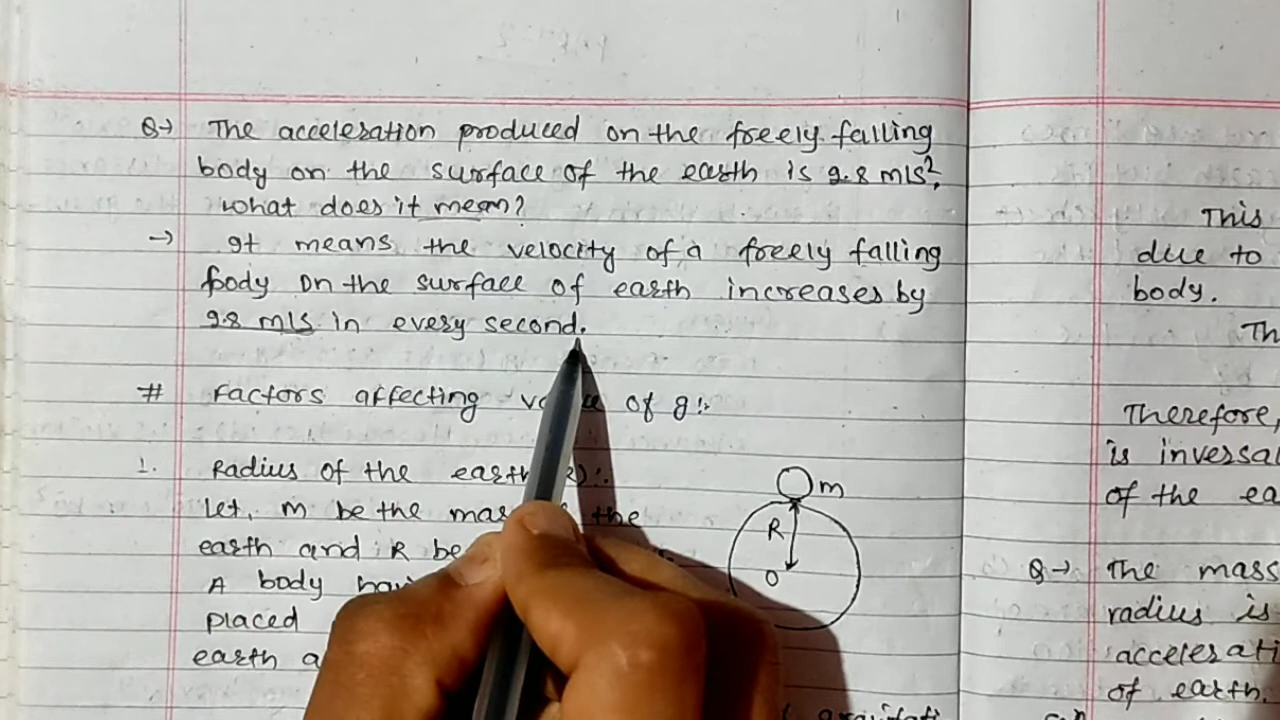 Q→ The acceleration produced on the freely falling
body on the surface of the earth is 9.8 m/s².
what does it mean?
→ It means the velocity of a freely falling
body on the surface of earth increases by
9.8 m/s in every second.
# Factors affecting of g:-
1. Radius of the earth
Let, m be the the
earth and R be
A body
placed
earth
m
R
O
This
due to
body.
Th
Therefore,
is inversal
of the ea
Q→ The mass
radius is
accelerati
of earth.